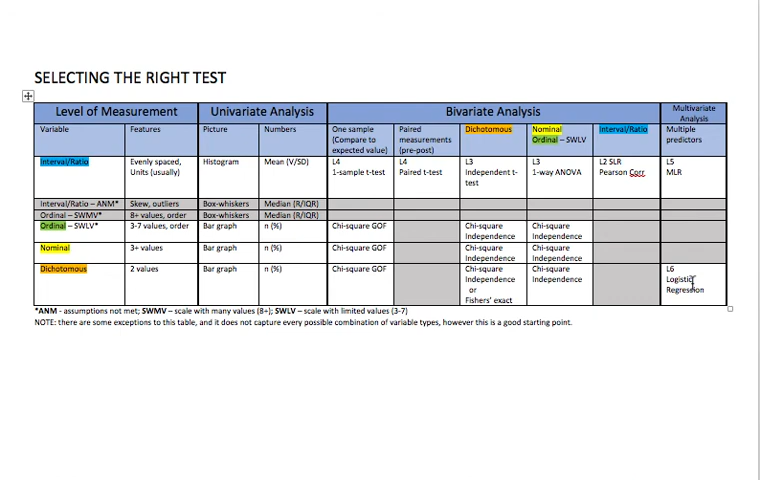 SELECTING THE RIGHT TEST
Level of Measurement Univariate Analysis Bivariate Analysis Multivariate Analysis
Variable Features Picture Numbers One sample (Compare to expected value) Paired measurements (pre-post) Dichotomous Nominal Ordinal – SWLV Interval/Ratio Multiple predictors
Interval/Ratio Evenly spaced, Units (usually) Histogram Mean (V/SD) L4 1-sample t-test L4 Paired t-test L3 Independent t-test L3 1-way ANOVA L2 SLR Pearson Corr L5 MLR
Interval/Ratio – ANM* Skew, outliers Box-whiskers Median (R/IQR)
Ordinal – SWMV* 8+ values, order Box-whiskers Median (R/IQR)
Ordinal – SWLV* 3-7 values, order Bar graph n (%) Chi-square GOF Chi-square Independence Chi-square Independence
Nominal 3+ values Bar graph n (%) Chi-square GOF Chi-square Independence Chi-square Independence
Dichotomous 2 values Bar graph n (%) Chi-square GOF Chi-square Independence or Fishers' exact Chi-square Independence L6 Logistic Regression
*ANM - assumptions not met; SWMV – scale with many values (8+); SWLV – scale with limited values (3-7)
NOTE: there are some exceptions to this table, and it does not capture every possible combination of variable types, however this is a good starting point.